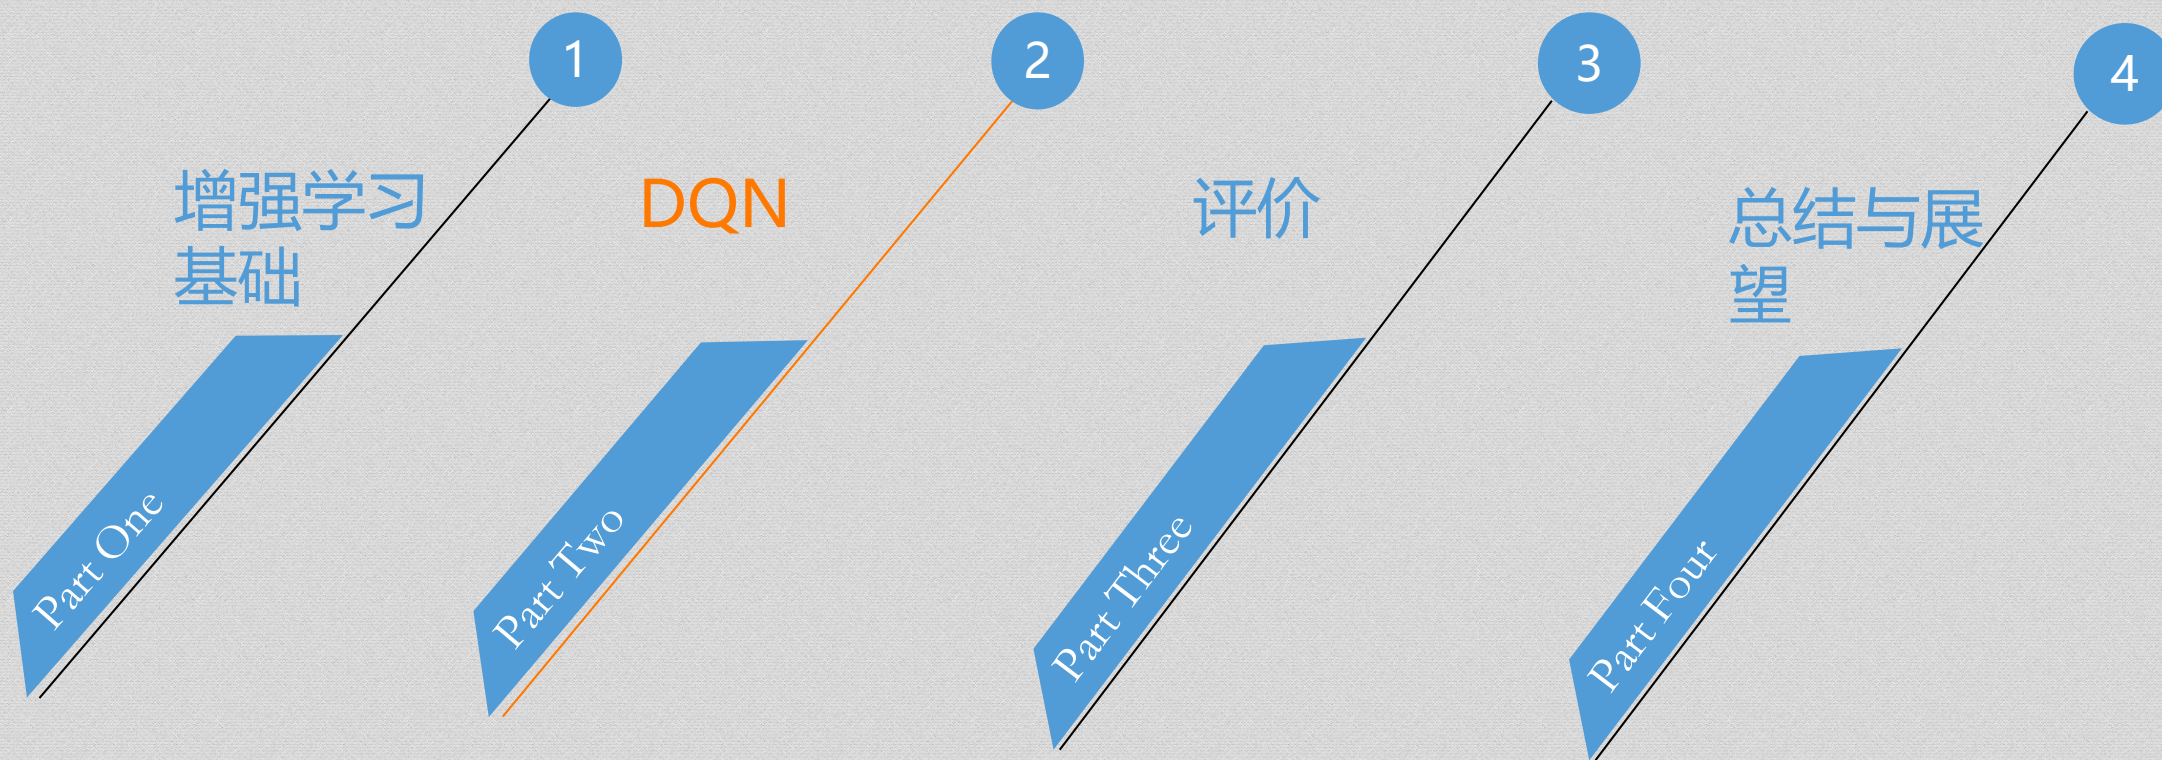 1
增强学习
基础
Part One
2
DQN
Part Two
3
评价
Part Three
4
总结与展
望
Part Four